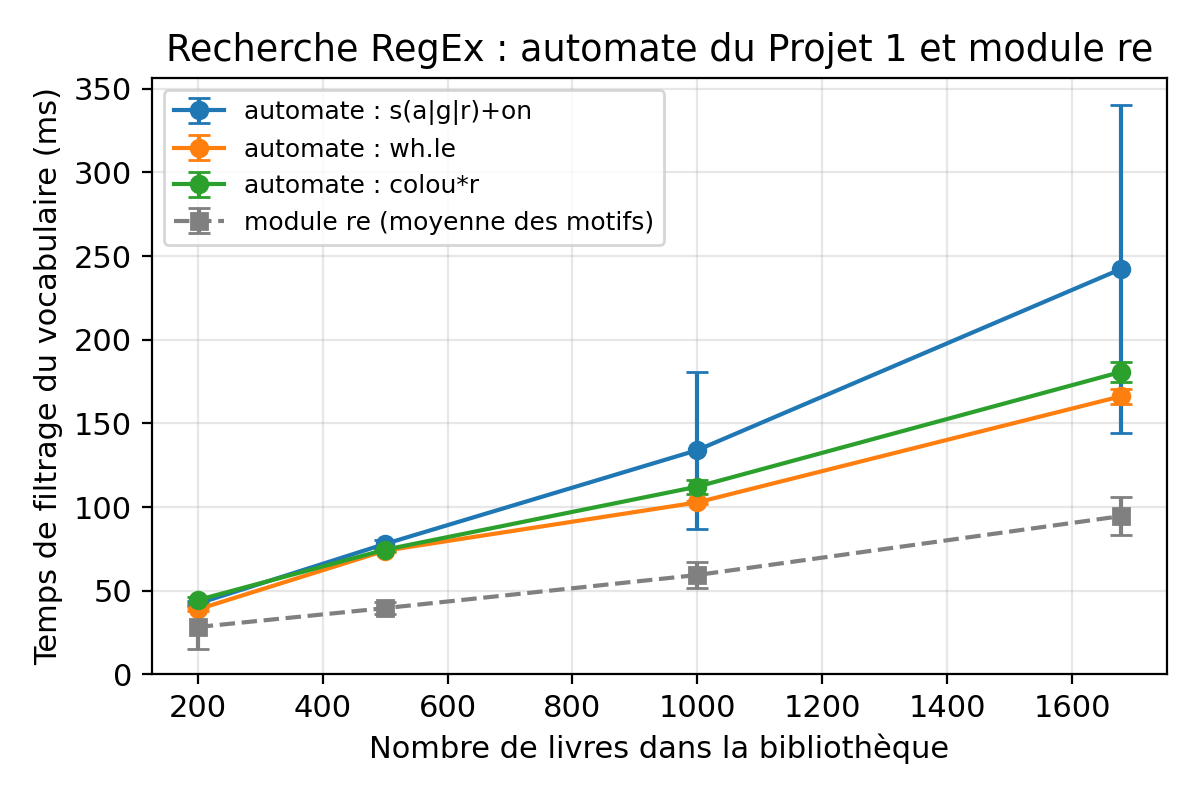 Recherche RegEx : automate du Projet 1 et module re
Temps de filtrage du vocabulaire (ms)
350
300
250
200
150
100
50
0
automate : s(a|g|r)+on
automate : wh.le
automate : colou*r
module re (moyenne des motifs)
200 400 600 800 1000 1200 1400 1600
Nombre de livres dans la bibliothèque